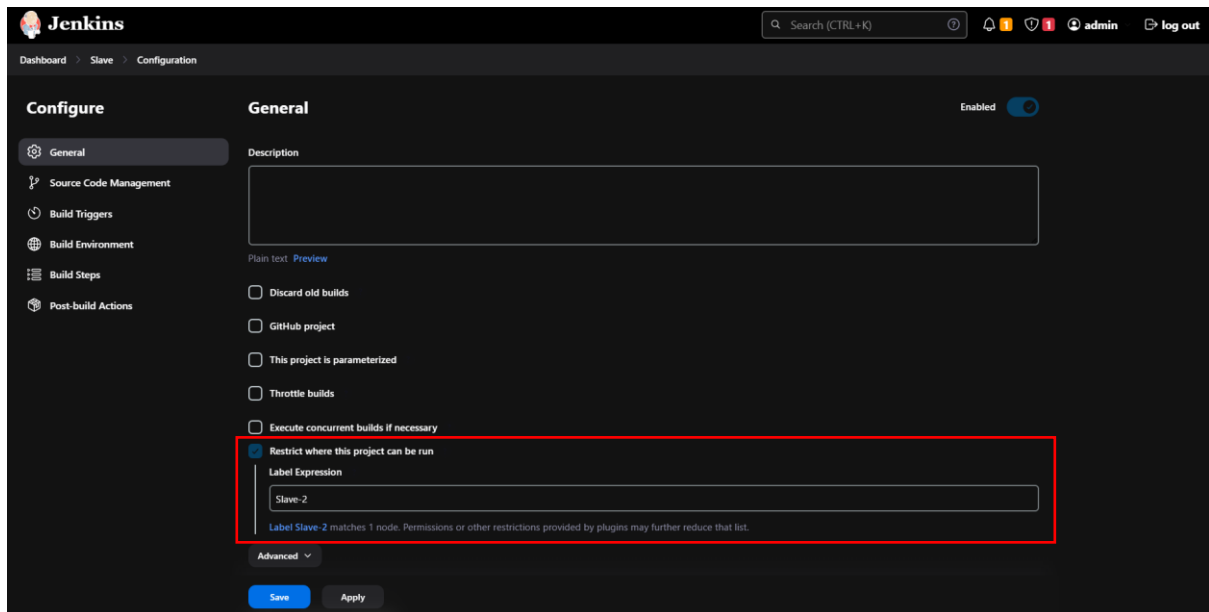 Jenkins
Search (CTRL+K)
1
1
admin
log out
Dashboard > Slave > Configuration
Configure
General
Source Code Management
Build Triggers
Build Environment
Build Steps
Post-build Actions
General
Enabled
Description
Plain text Preview
Discard old builds
GitHub project
This project is parameterized
Throttle builds
Execute concurrent builds if necessary
Restrict where this project can be run
Label Expression
Slave-2
Label Slave-2 matches 1 node. Permissions or other restrictions provided by plugins may further reduce that list.
Advanced
Save
Apply